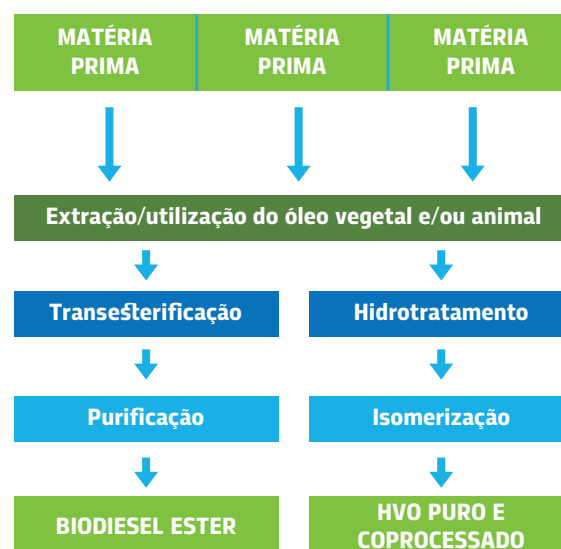 MATÉRIA
PRIMA
MATÉRIA
PRIMA
MATÉRIA
PRIMA
Extração/utilização do óleo vegetal e/ou animal
Transesterificação
Hidrotratamento
Purificação
Isomerização
BIODIESEL ESTER
HVO PURO E
COPROCESSADO